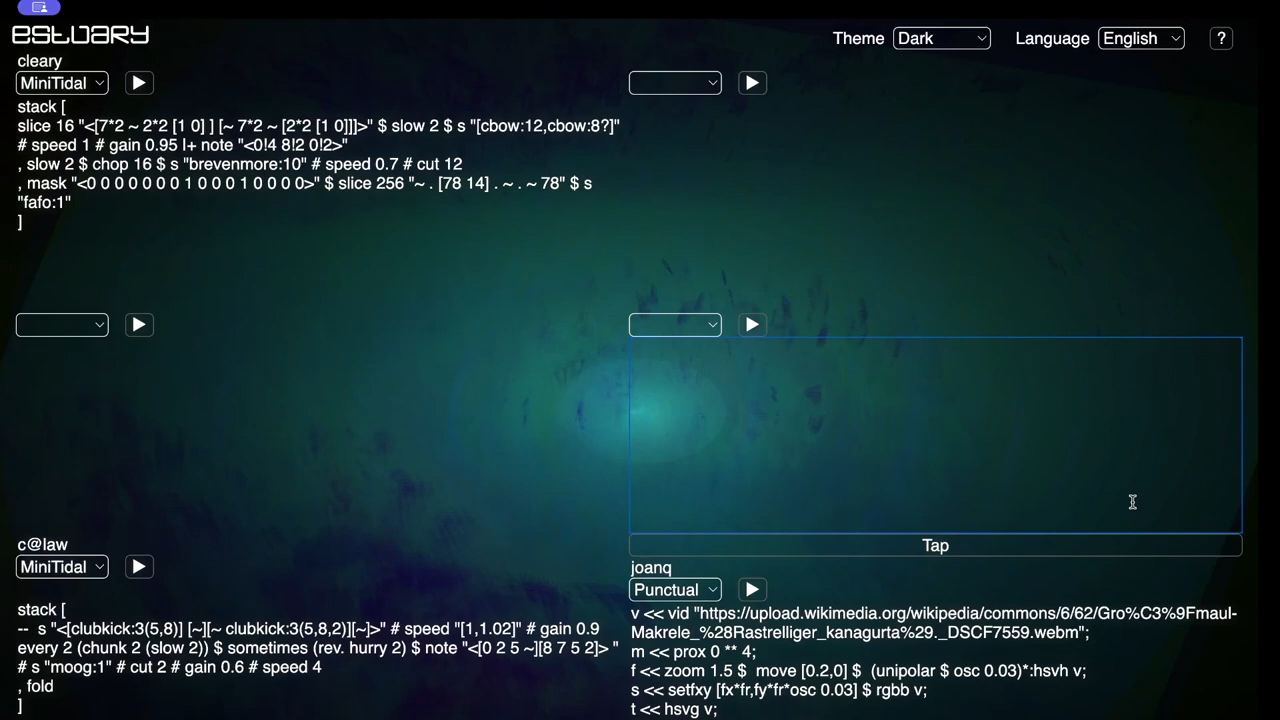 estuary
Theme Dark Language English ?
cleary
MiniTidal
stack [
slice 16 "<[7*2 ~ 2*2 [1 0] ] [~ 7*2 ~ [2*2 [1 0]]]>" $ slow 2 $ s "[cbow:12,cbow:8?]"
# speed 1 # gain 0.95 |+ note "<0!4 8!2 0!2>"
, slow 2 $ chop 16 $ s "brevenmore:10" # speed 0.7 # cut 12
, mask "<0 0 0 0 0 0 0 1 0 0 0 1 0 0 0 0>" $ slice 256 "~ . [78 14] . ~ . ~ 78" $ s
"fafo:1"
]
c@law
MiniTidal
stack [
-- s "<[clubkick:3(5,8)] [~][~ clubkick:3(5,8,2)][~]>" # speed "[1,1.02]" # gain 0.9
every 2 (chunk 2 (slow 2)) $ sometimes (rev. hurry 2) $ note "<[0 2 5 ~][8 7 5 2]> "
# s "moog:1" # cut 2 # gain 0.6 # speed 4
, fold
]
Tap
joanq
Punctual
v << vid "https://upload.wikimedia.org/wikipedia/commons/6/62/Gro%C3%9Fmaul-
Makrele_%28Rastrelliger_kanagurta%29._DSCF7559.webm";
m << prox 0 ** 4;
f << zoom 1.5 $ move [0.2,0] $ (unipolar $ osc 0.03)*:hsvh v;
s << setfxy [fx*fr,fy*fr*osc 0.03] $ rgbb v;
t << hsvg v;